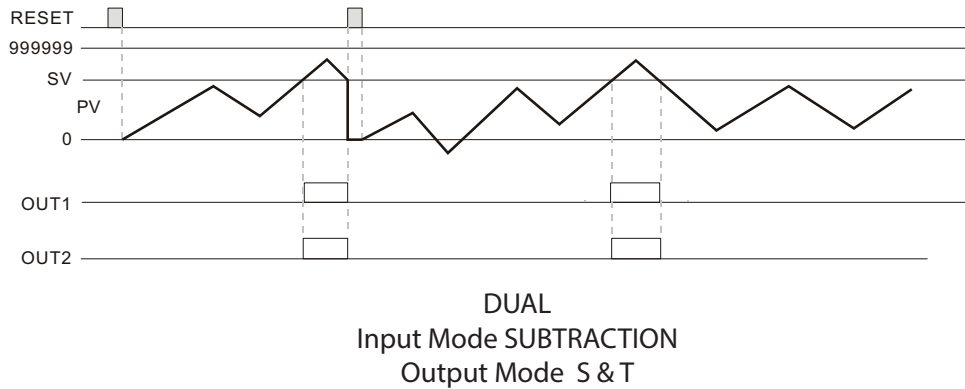 RESET
999999
SV
PV
0
OUT1
OUT2
DUAL
Input Mode SUBTRACTION
Output Mode S & T